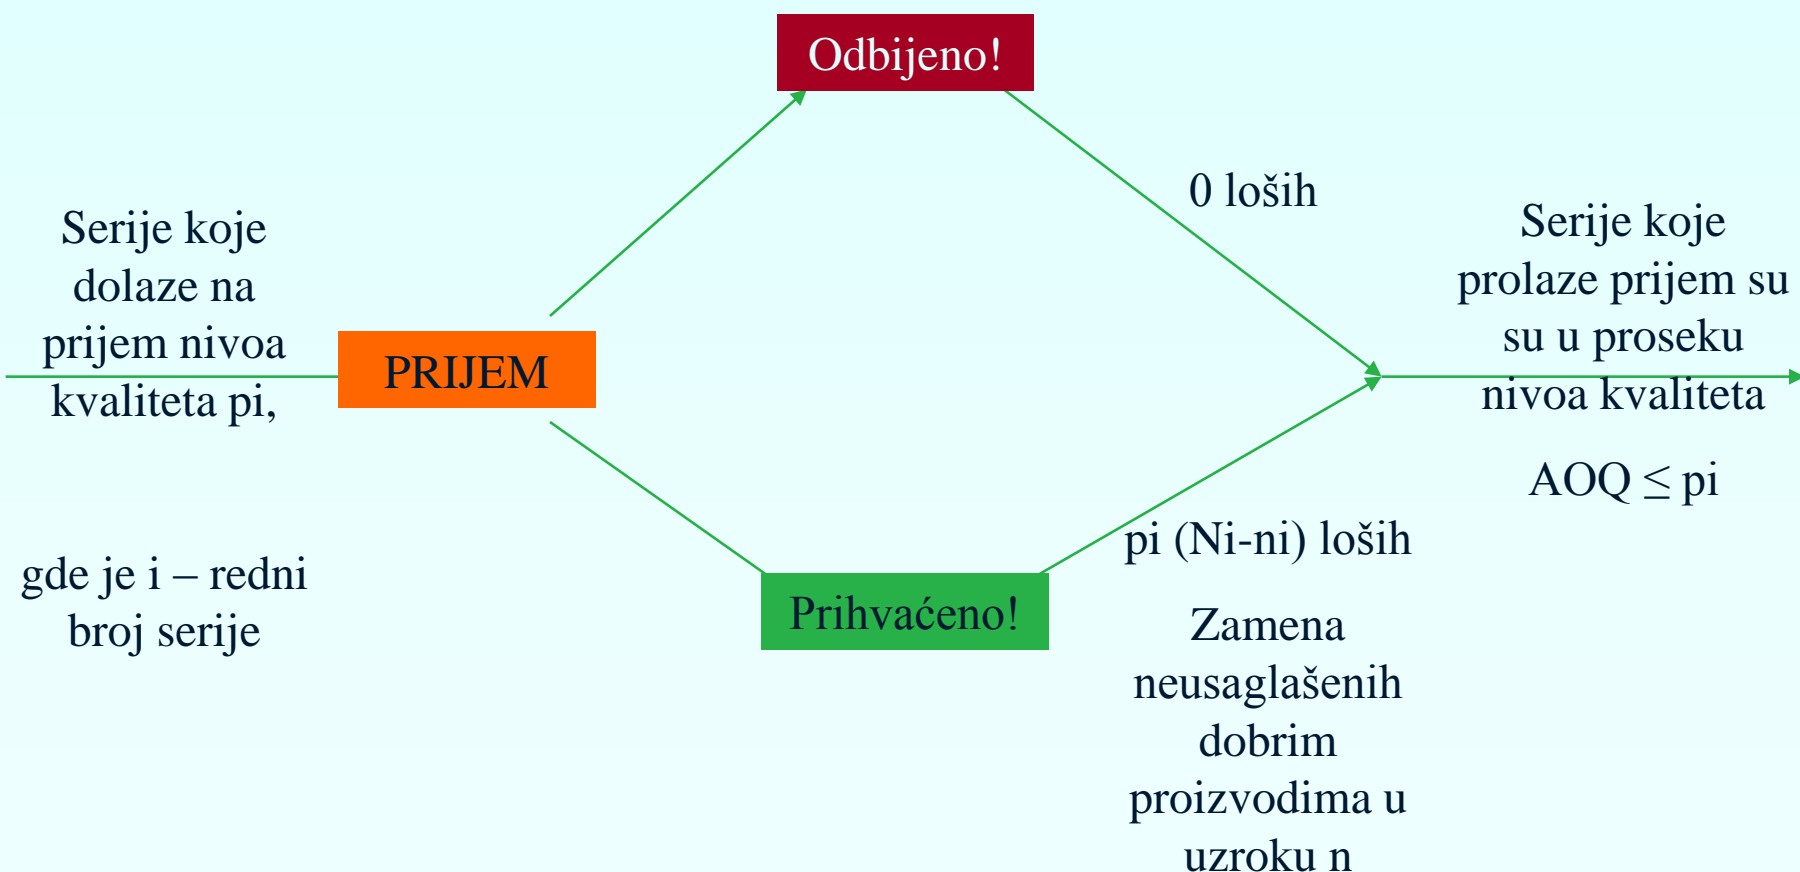 Odbijeno!
Serije koje
dolaze na
prijem nivoa
kvaliteta pi,
gde je i – redni
broj serije
PRIJEM
0 loših
Prihvaćeno!
pi (Ni-ni) loših
Zamena
neusaglašenih
dobrim
proizvodima u
uzroku n
Serije koje
prolaze prijem su
su u proseku
nivoa kvaliteta
AOQ ≤ pi